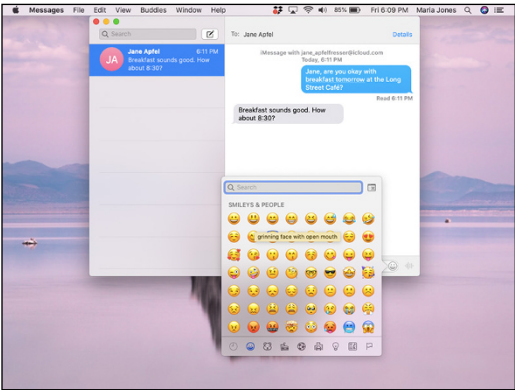 Messages File Edit View Buddies Window Help 85% Fri 6:09 PM Maria Jones
Search
To: Jane Apfel
Details
JA
Jane Apfel 6:11 PM
Breakfast sounds good. How
about 8:30?
iMessage with jane_apfelfresser@icloud.com
Today, 6:11 PM
Jane, are you okay with
breakfast tomorrow at the Long
Street Café?
Read 6:11 PM
Breakfast sounds good. How
about 8:30?
Search
SMILEYS & PEOPLE
grinning face with open mouth